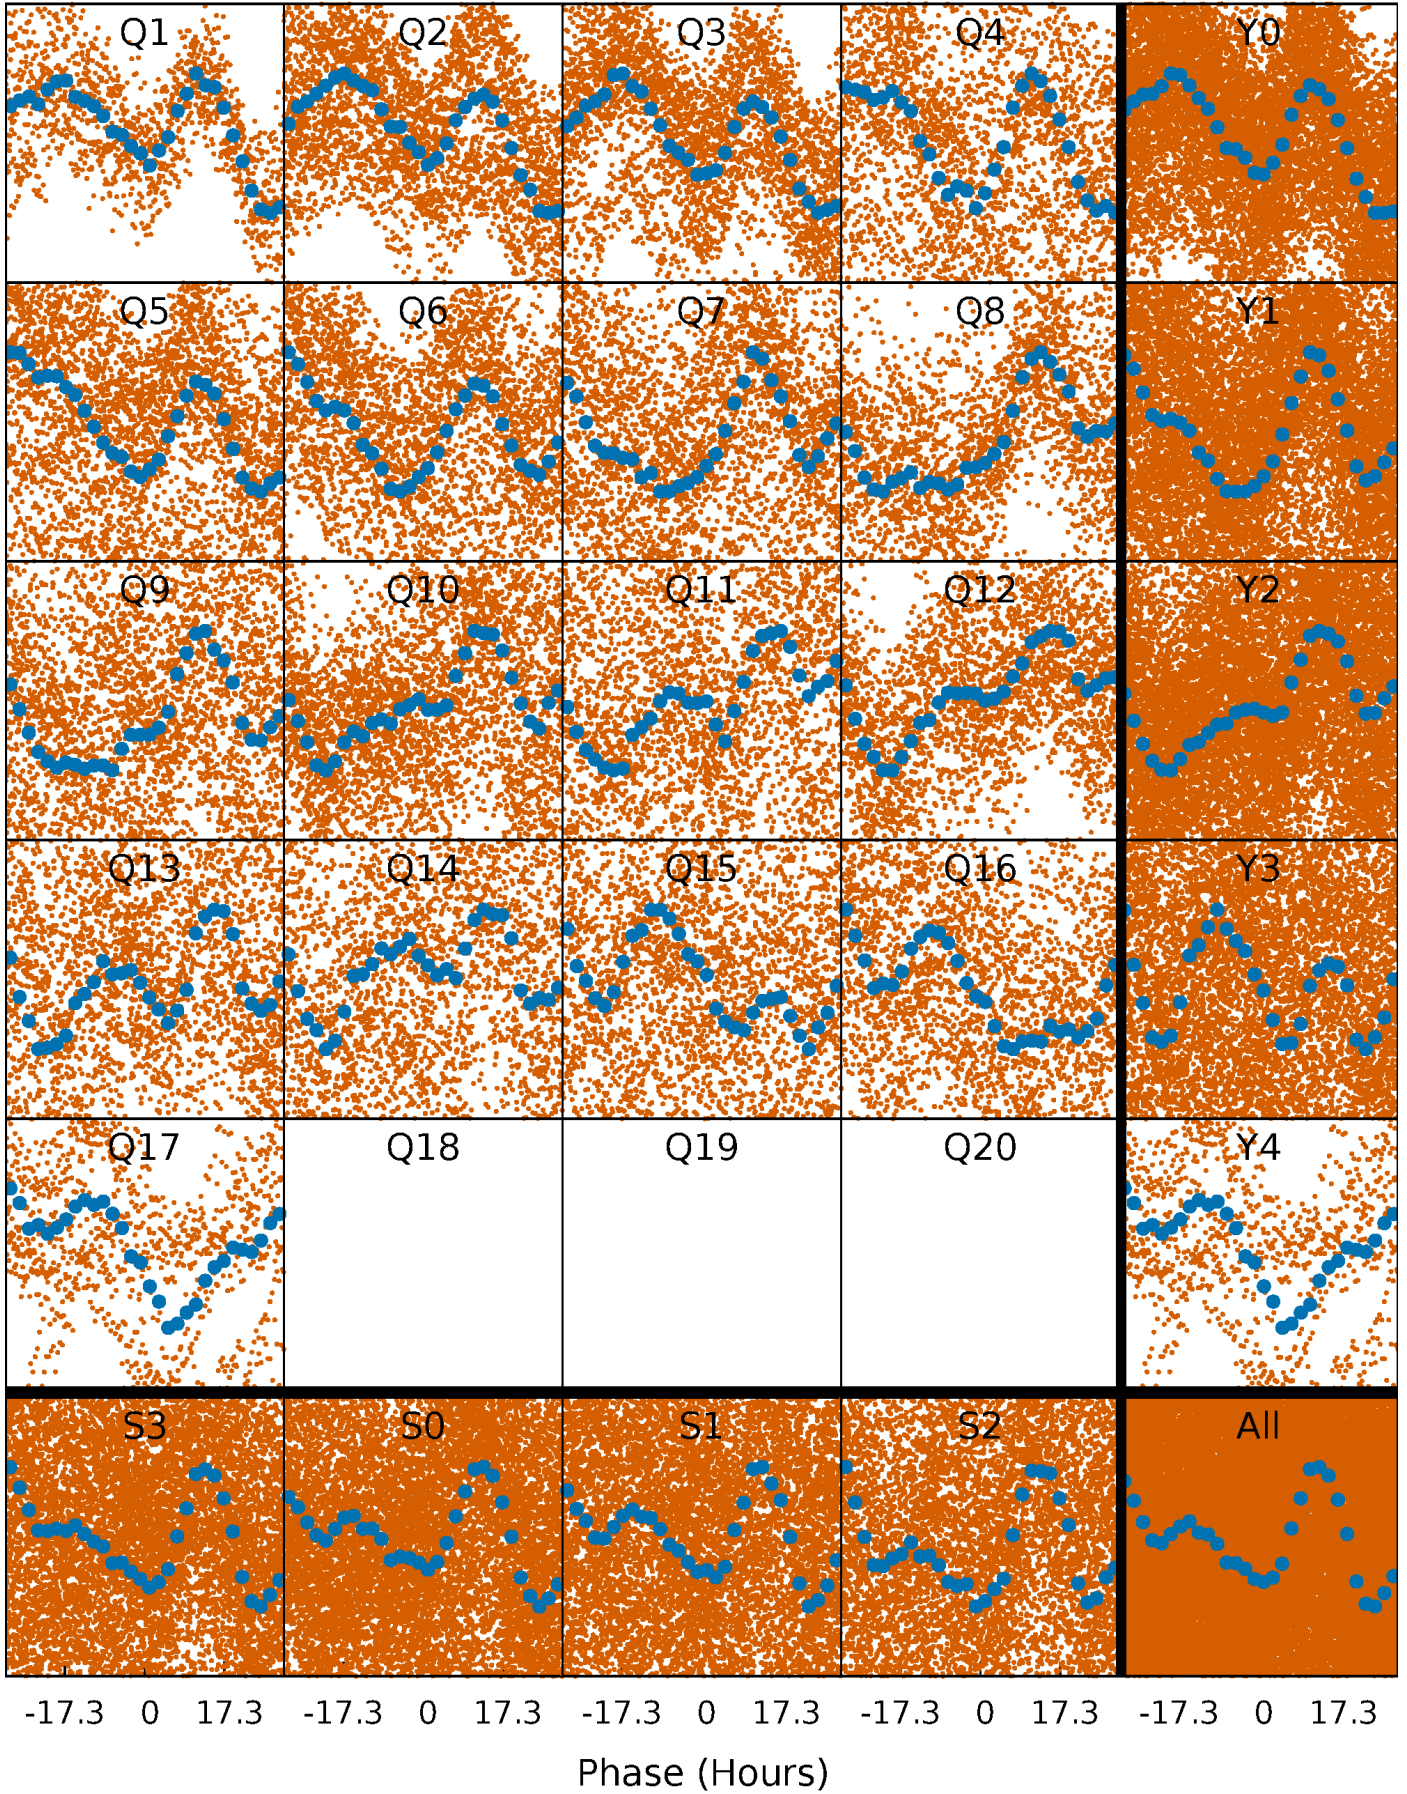 Q1 Q2 Q3 Q4 Y0
Q5 Q6 Q7 Q8 Y1
Q9 Q10 Q11 Q12 Y2
Q13 Q14 Q15 Q16 Y3
Q17 Q18 Q19 Q20 Y4
S3 S0 S1 S2 All
-17.3 0 17.3 -17.3 0 17.3 -17.3 0 17.3 -17.3 0 17.3 -17.3 0 17.3
Phase (Hours)